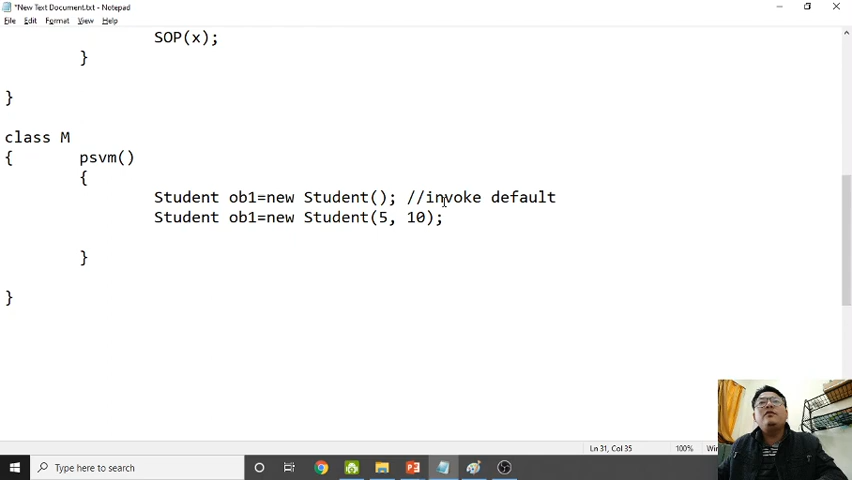 *New Text Document.txt - Notepad
File Edit Format View Help
SOP(x);
}
}
class M
{ psvm()
{
Student ob1=new Student(); //invoke default
Student ob1=new Student(5, 10);
}
}
Ln 31, Col 35 100% Win
Type here to search